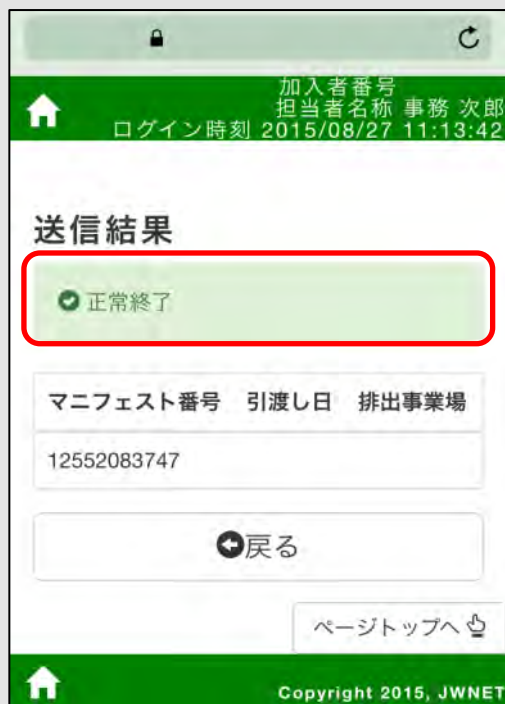 加入者番号
担当者名称 事務 次郎
ログイン時刻 2015/08/27 11:13:42
送信結果
正常終了
マニフェスト番号 引渡し日 排出事業場
12552083747
戻る
ページトップへ
Copyright 2015, JWNET